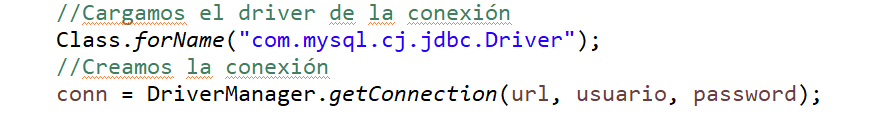 //Cargamos el driver de la conexión
Class.forName("com.mysql.cj.jdbc.Driver");
//Creamos la conexión
conn = DriverManager.getConnection(url, usuario, password);